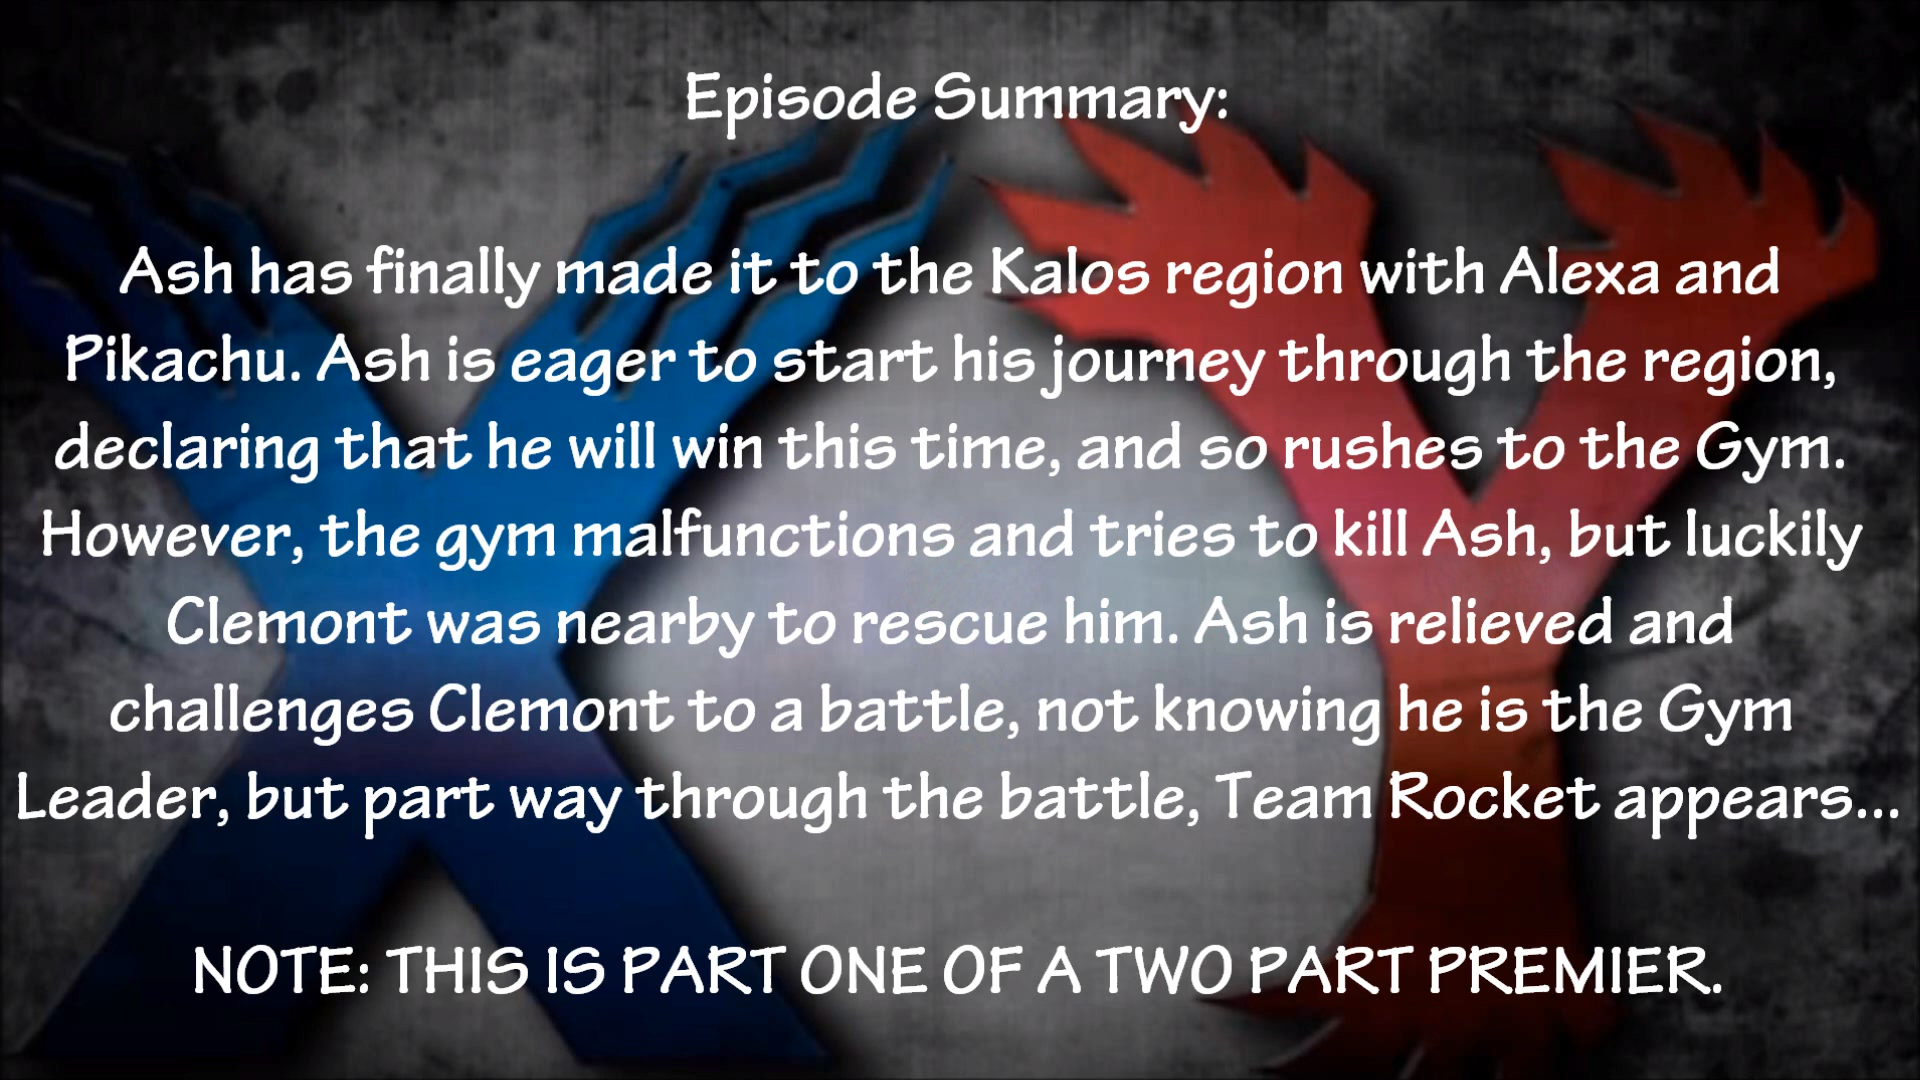 Episode Summary:
Ash has finally made it to the Kalos region with Alexa and
Pikachu. Ash is eager to start his journey through the region,
declaring that he will win this time, and so rushes to the Gym.
However, the gym malfunctions and tries to kill Ash, but luckily
Clemont was nearby to rescue him. Ash is relieved and
challenges Clemont to a battle, not knowing he is the Gym
Leader, but part way through the battle, Team Rocket appears...
NOTE: THIS IS PART ONE OF A TWO PART PREMIER.